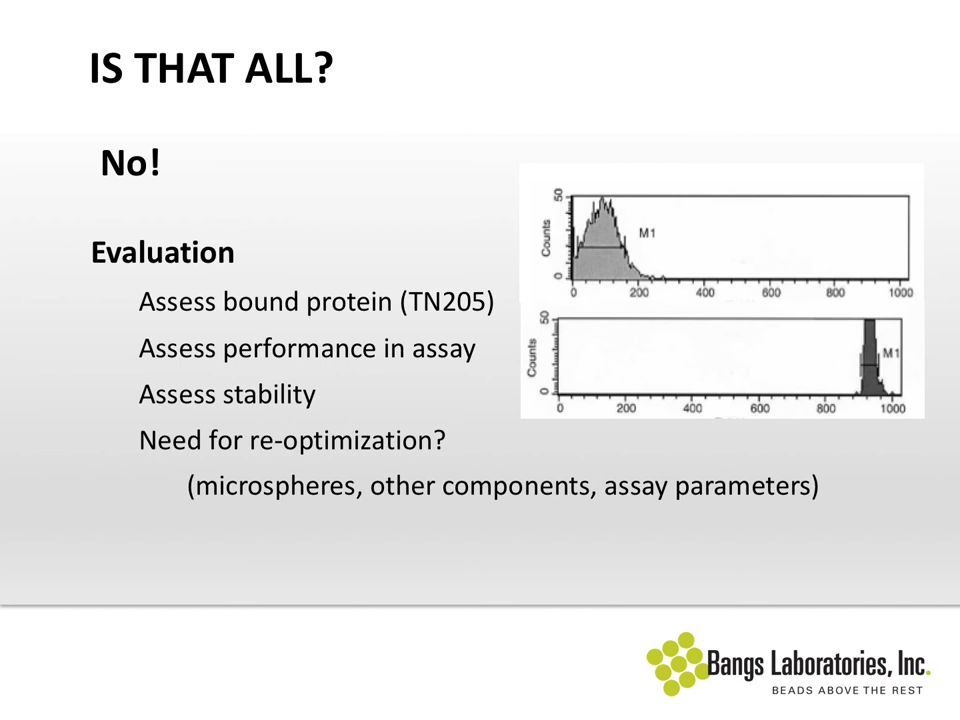 IS THAT ALL?
No!
Evaluation
Assess bound protein (TN205)
Assess performance in assay
Assess stability
Need for re-optimization?
(microspheres, other components, assay parameters)
50
Counts
0
M1
0 200 400 600 800 1000
50
Counts
0
M1
0 200 400 600 800 1000
Bangs Laboratories, Inc.
BEADS ABOVE THE REST